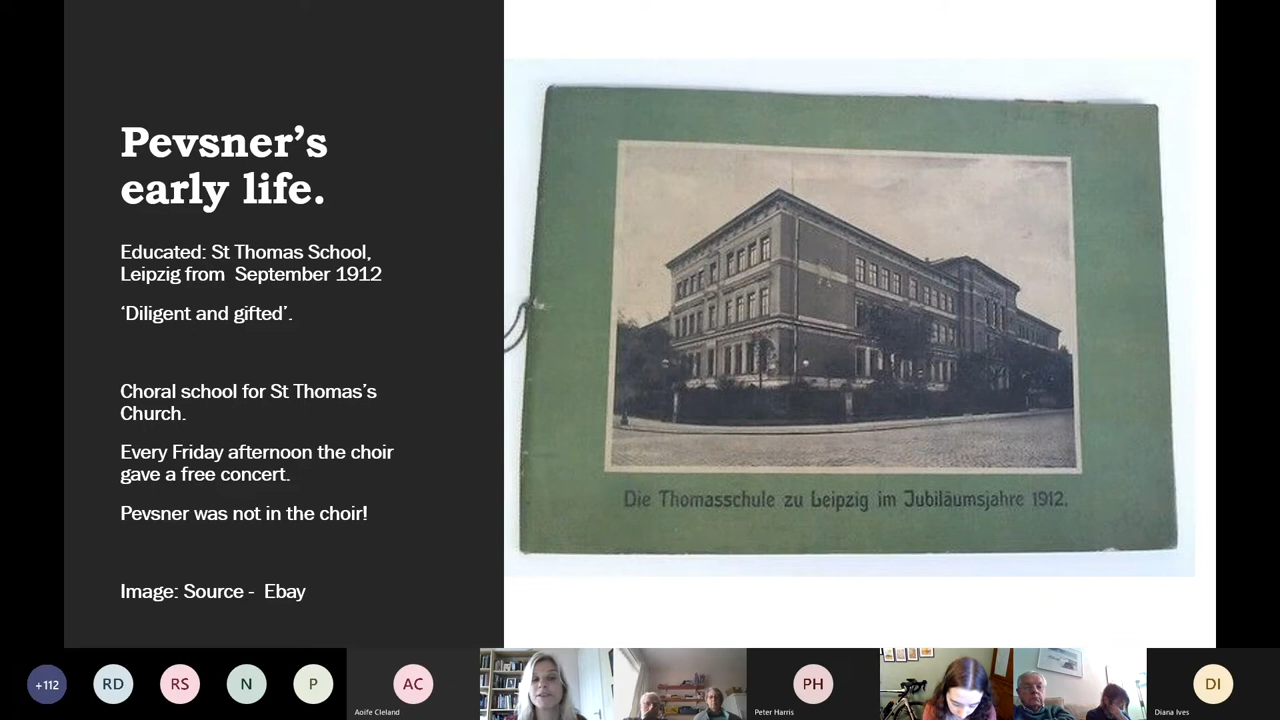 Pevsner’s
early life.
Educated: St Thomas School,
Leipzig from September 1912
‘Diligent and gifted’.
Choral school for St Thomas’s
Church.
Every Friday afternoon the choir
gave a free concert.
Pevsner was not in the choir!
Image: Source - Ebay
Die Thomasschule zu Leipzig im Jubiläumsjahre 1912.
+112
RD
RS
N
P
AC
Aoife Cleland
PH
Peter Harris
DI
Diana Ives